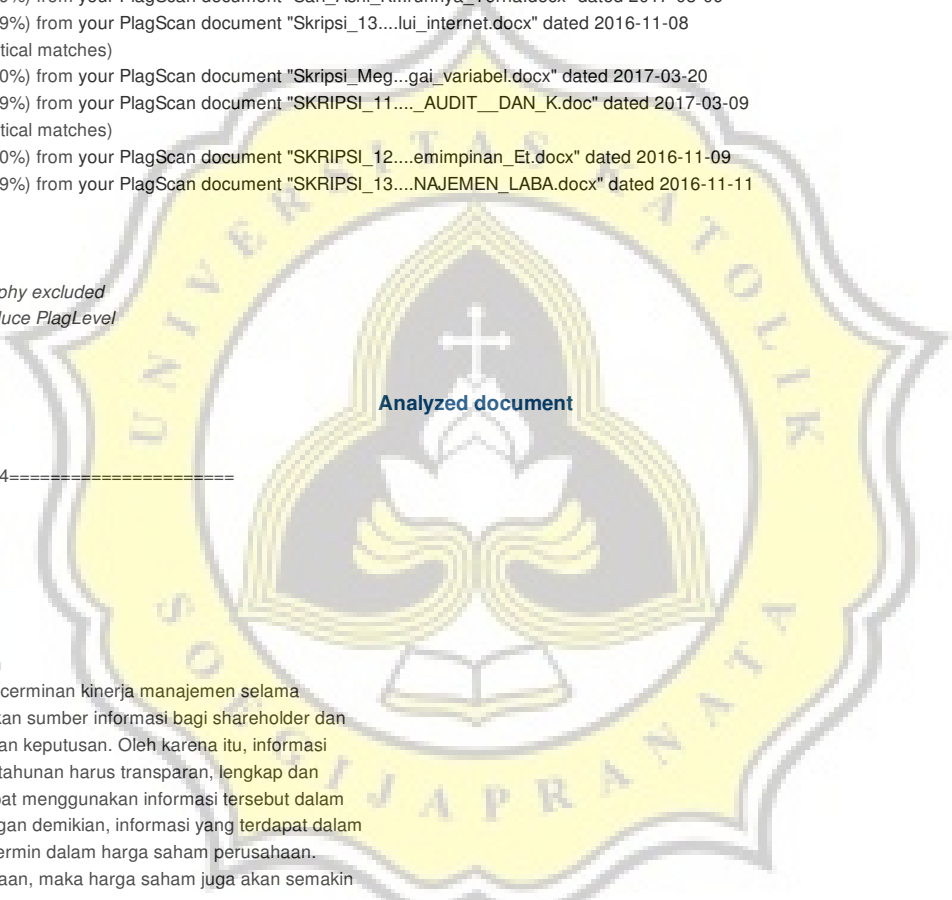 9%) from your PlagScan document "Skripsi_13....lui_internet.docx" dated 2016-11-08
tical matches)
0%) from your PlagScan document "Skripsi_Meg...gai_variabel.docx" dated 2017-03-20
9%) from your PlagScan document "SKRIPSI_11...._AUDIT__DAN_K.doc" dated 2017-03-09
tical matches)
0%) from your PlagScan document "SKRIPSI_12....emimpinan_Et.docx" dated 2016-11-09
9%) from your PlagScan document "SKRIPSI_13....NAJEMEN_LABA.docx" dated 2016-11-11
UNIVERSITAS KATOLIK
phy excluded
luce PlagLevel
Analyzed document
4======================
cerminan kinerja manajemen selama
kan sumber informasi bagi shareholder dan
an keputusan. Oleh karena itu, informasi
tahunan harus transparan, lengkap dan
pat menggunakan informasi tersebut dalam
gan demikian, informasi yang terdapat dalam
ermin dalam harga saham perusahaan.
aan, maka harga saham juga akan semakin
SOEGIJAPRANATA